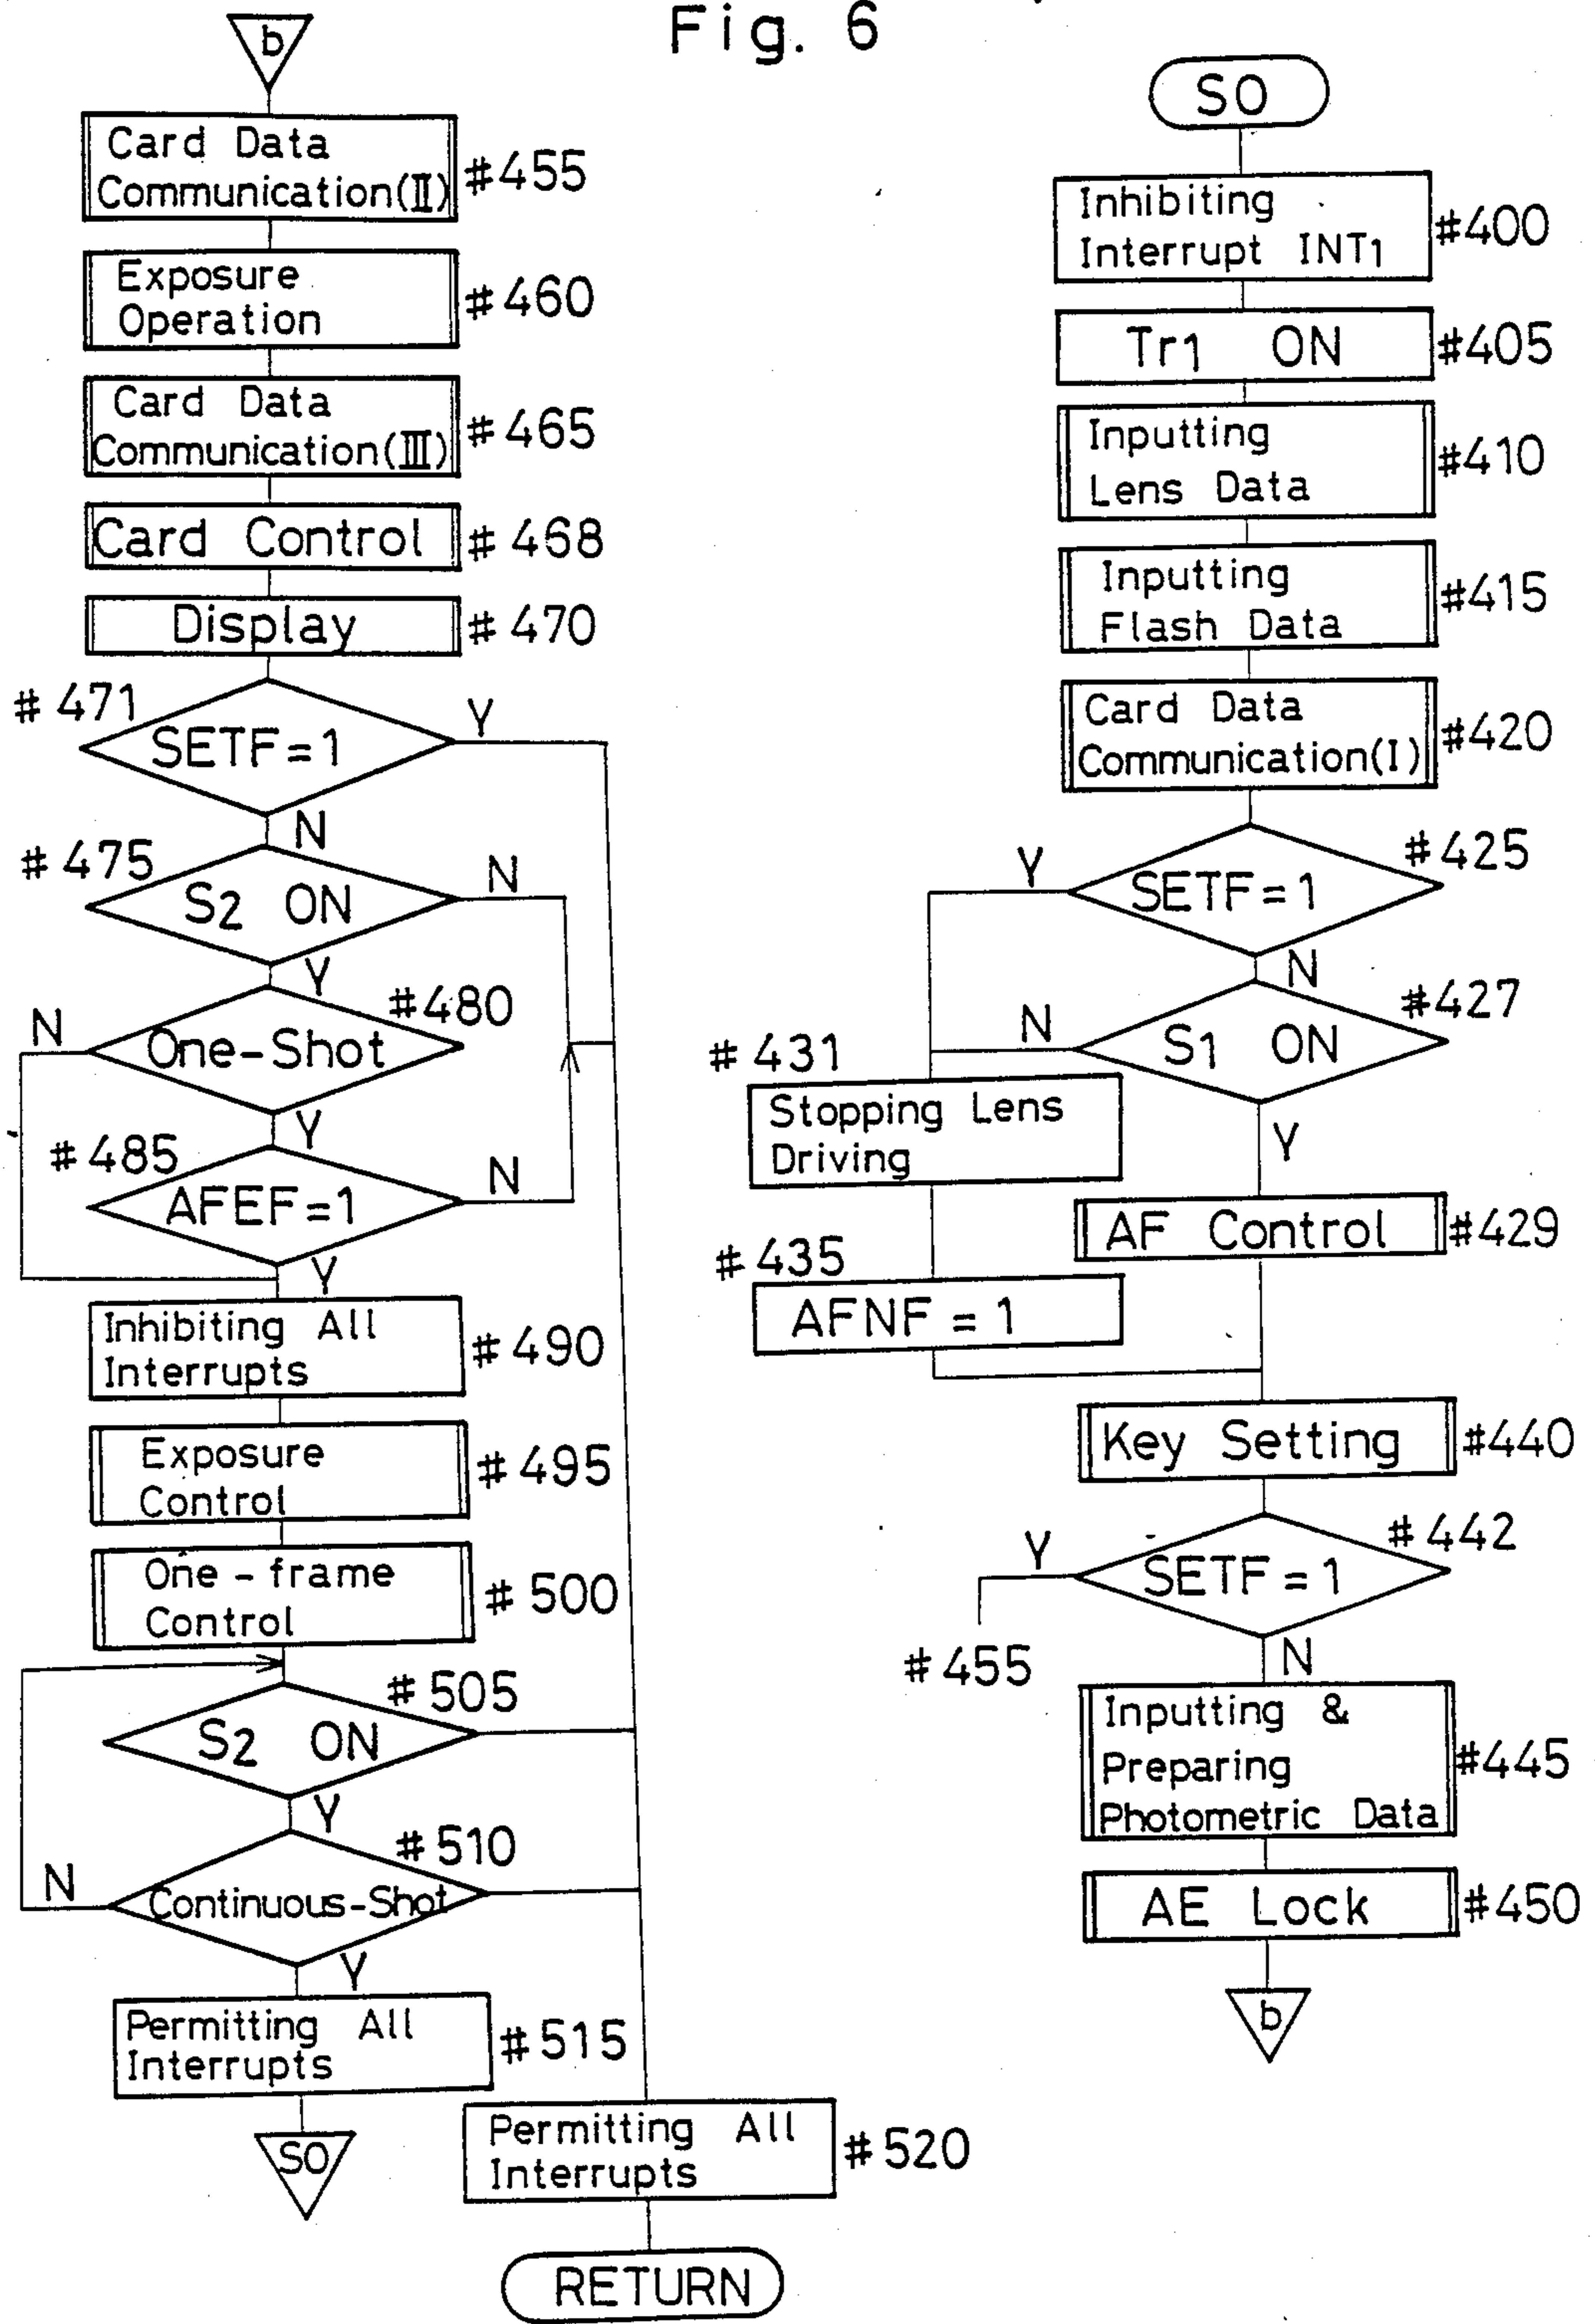 Fig. 6
b
Card Data
Communication(II)
#455
Exposure
Operation
#460
Card Data
Communication(III)
#465
Card Control
#468
Display
#470
#471
SETF=1
Y
N
#475
S2 ON
N
Y
#480
One-Shot
N
Y
#485
AFEF=1
N
Y
Inhibiting All
Interrupts
#490
Exposure
Control
#495
One-frame
Control
#500
#505
S2 ON
Y
#510
Continuous-Shot
N
Y
Permitting All
Interrupts
#515
SO
Permitting All
Interrupts
#520
RETURN
SO
Inhibiting
Interrupt INT1
#400
Tr1 ON
#405
Inputting
Lens Data
#410
Inputting
Flash Data
#415
Card Data
Communication(I)
#420
#425
SETF=1
Y
N
#427
S1 ON
N
Y
#431
Stopping Lens
Driving
AF Control
#429
#435
AFNF=1
Key Setting
#440
#442
SETF=1
Y
#455
N
Inputting &
Preparing
Photometric Data
#445
AE Lock
#450
b